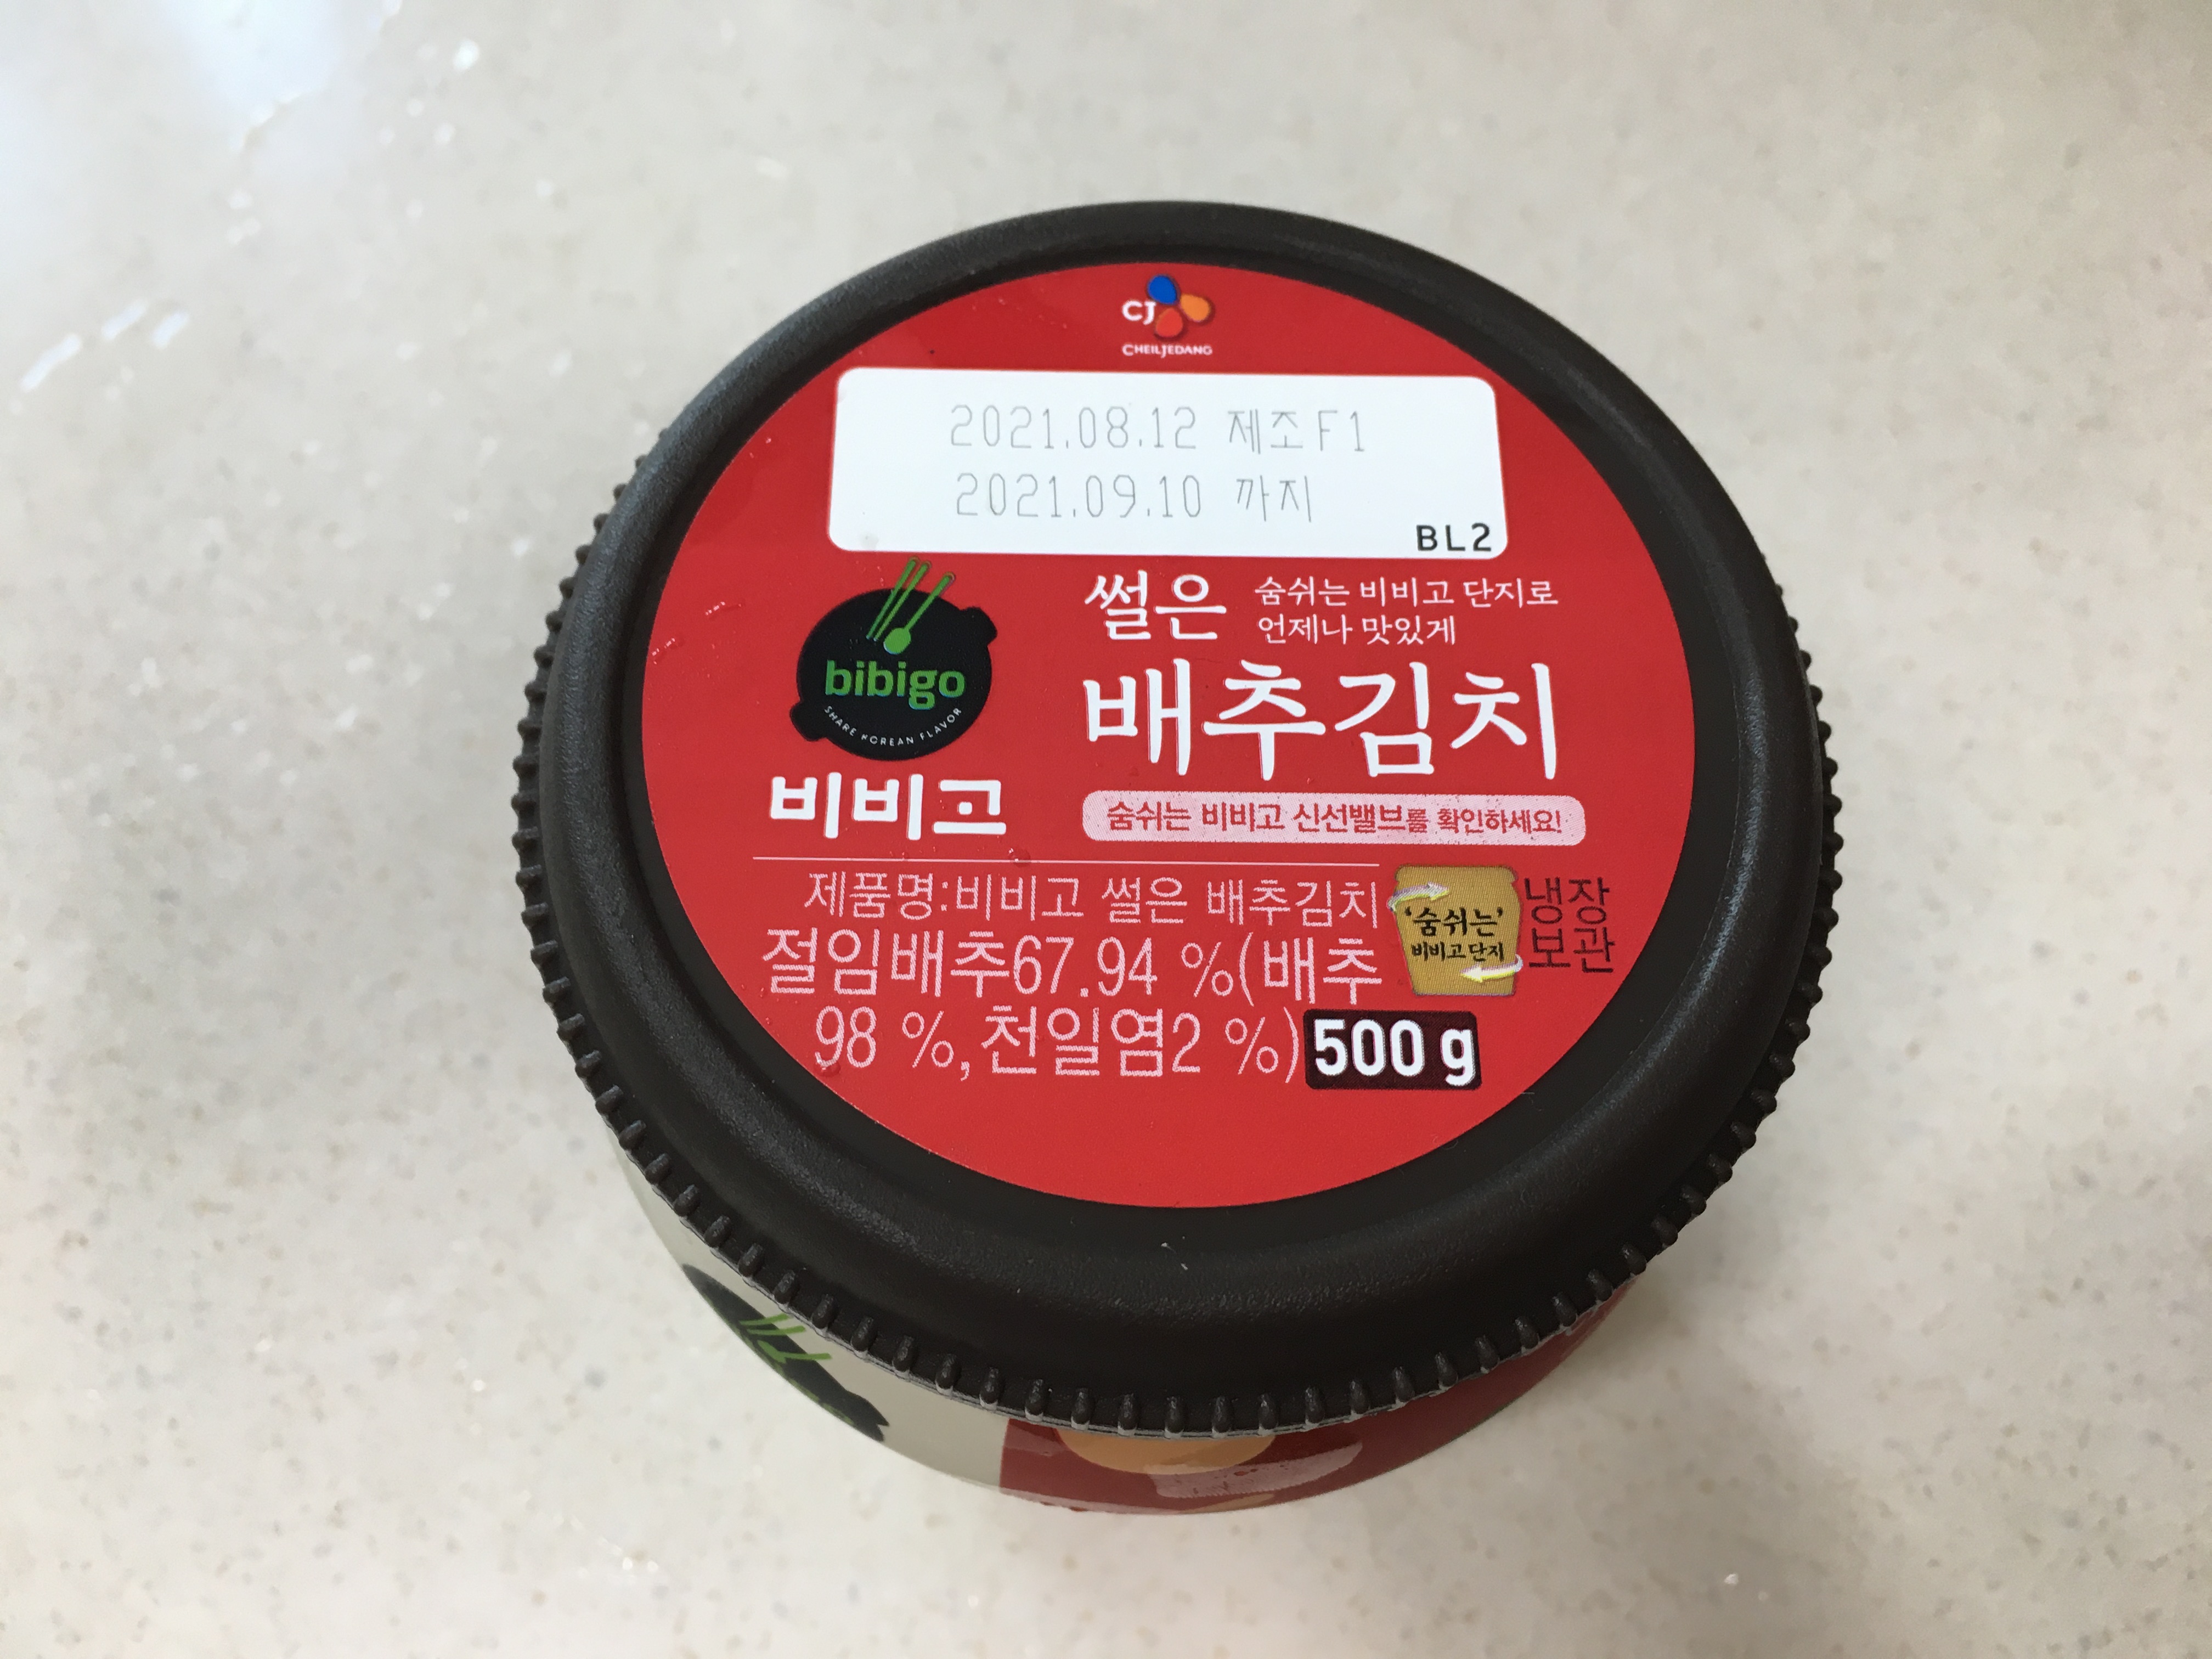 CJ
CHEILJEDANG
2021.08.12 제조F1
2021.09.10 까지
BL2
bibigo
SHARE KOREAN FLAVOR
비비고
썰은
숨쉬는 비비고 단지로
언제나 맛있게
배추김치
숨쉬는 비비고 신선밸브를 확인하세요!
제품명:비비고 썰은 배추김치
절임배추67.94 %(배추
98 %,천일염2 %)
500 g
'숨쉬는'
비비고단지
냉장
보관